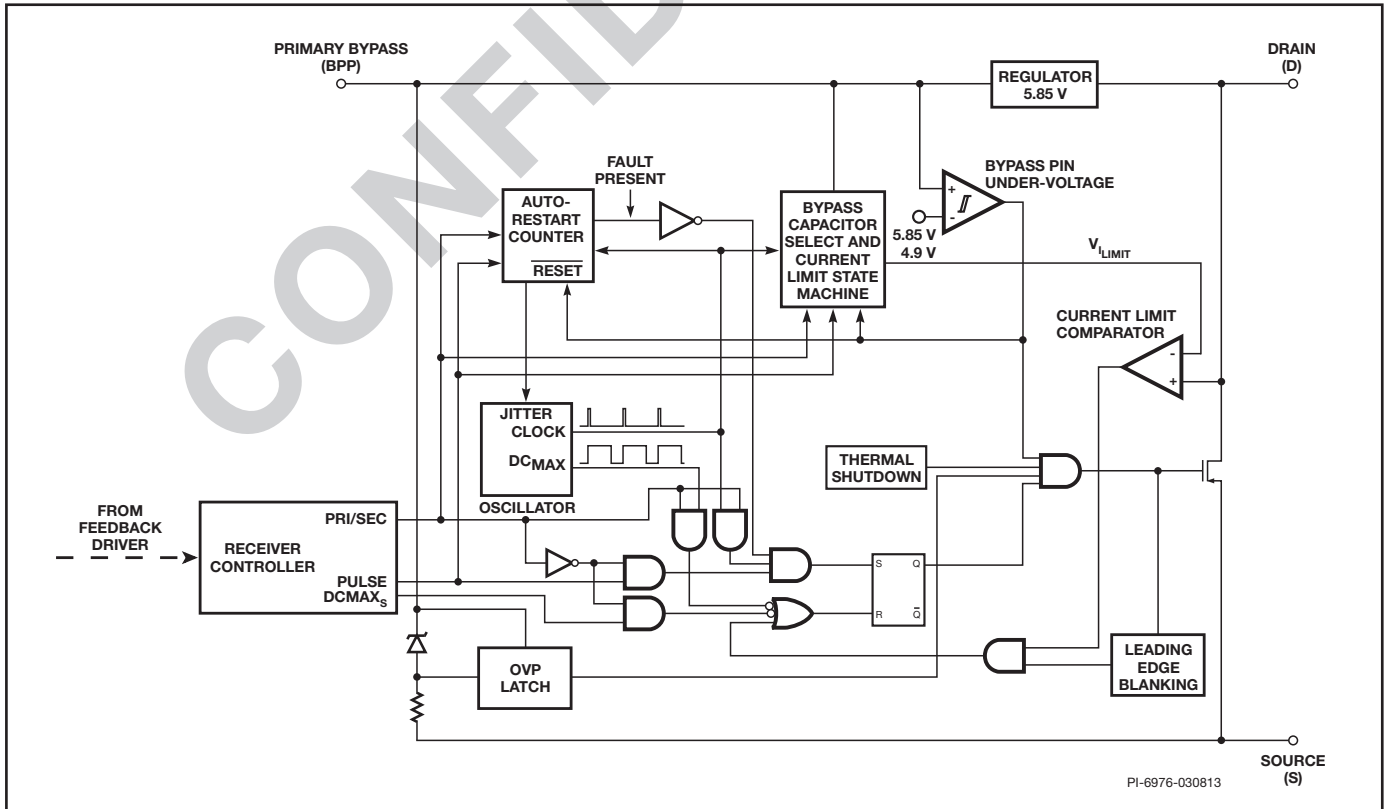 CONFID
PRIMARY BYPASS
(BPP)
DRAIN
(D)
REGULATOR
5.85 V
FAULT
PRESENT
BYPASS PIN
UNDER-VOLTAGE
AUTO-
RESTART
COUNTER
RESET
BYPASS
CAPACITOR
SELECT AND
CURRENT
LIMIT STATE
MACHINE
+
-
5.85 V
4.9 V
VILIMIT
CURRENT LIMIT
COMPARATOR
-
+
JITTER
CLOCK
DCMAX
OSCILLATOR
THERMAL
SHUTDOWN
FROM
FEEDBACK
DRIVER
RECEIVER
CONTROLLER
PRI/SEC
PULSE
DCMAXS
S Q
R Q̅
OVP
LATCH
LEADING
EDGE
BLANKING
SOURCE
(S)
PI-6976-030813